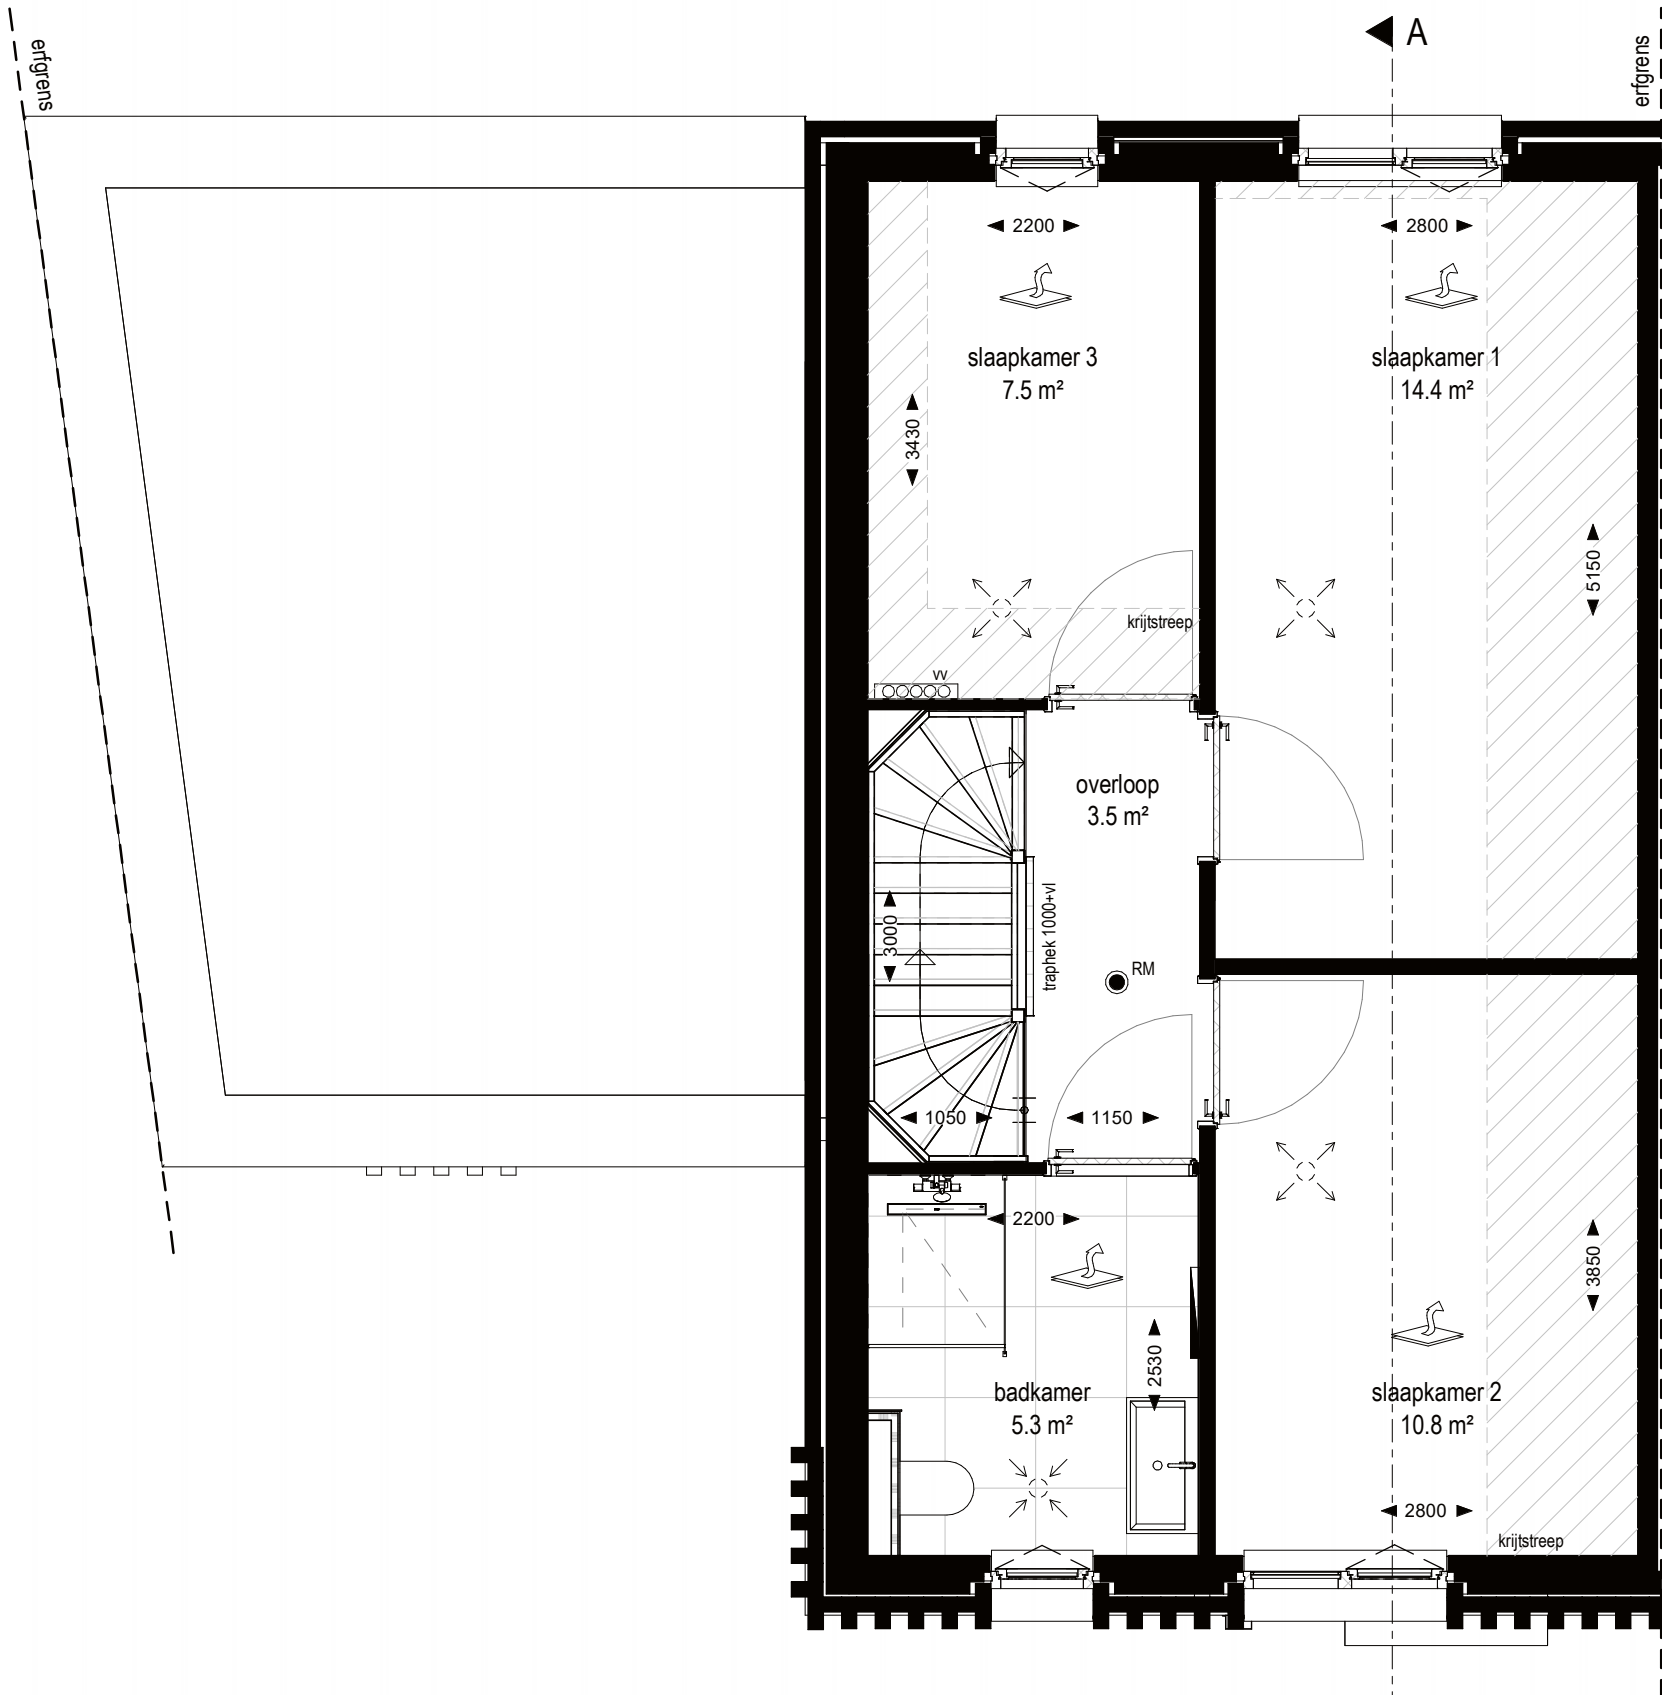 erfgrens
A
erfgrens
2200
2800
slaapkamer 3
7.5 m²
slaapkamer 1
14.4 m²
3430
5150
krijtstreep
VV
overloop
3.5 m²
3000
traphek 1000+vl
RM
1050
1150
2200
2530
3850
badkamer
5.3 m²
slaapkamer 2
10.8 m²
2800
krijtstreep